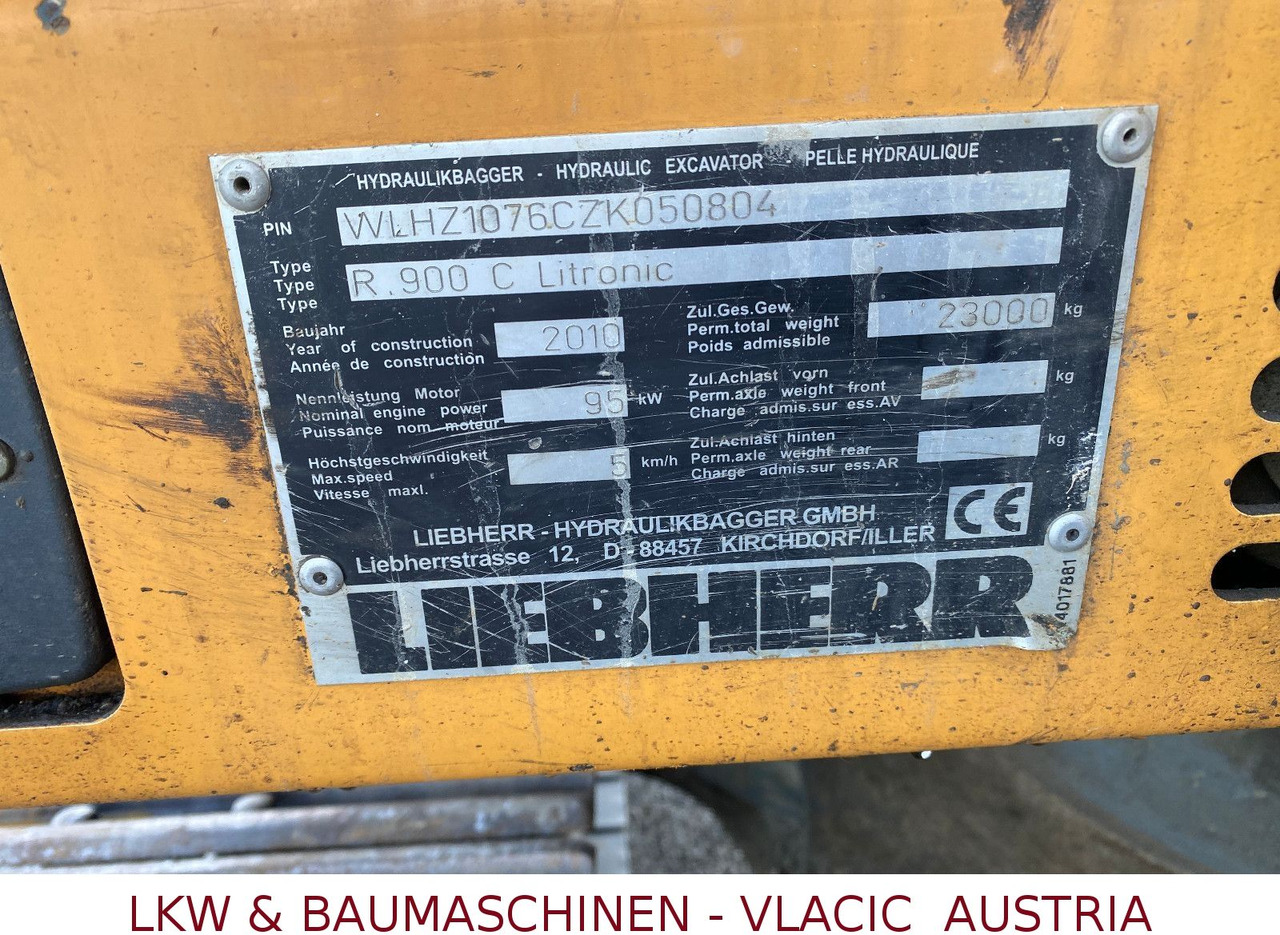 HYDRAULIKBAGGER - HYDRAULIC EXCAVATOR - PELLE HYDRAULIQUE
PIN WLHZ1076CZK050804
Type
Type R.900 C Litronic
Type
Baujahr
Year of construction 2010
Année de construction
Zul.Ges.Gew.
Perm.total weight 23000 kg
Poids admissible
Nennleistung Motor
Nominal engine power 95 kW
Puissance nom.moteur
Zul.Achlast vorn
Perm.axle weight front kg
Charge admis.sur ess.AV
Höchstgeschwindigkeit
Max.speed 5 km/h
Vitesse maxl.
Zul.Achlast hinten
Perm.axle weight rear kg
Charge admis.sur ess.AR
LIEBHERR - HYDRAULIKBAGGER GMBH
Liebherrstrasse 12, D - 88457 KIRCHDORF/ILLER
CE
LIEBHERR
4017881
LKW & BAUMASCHINEN - VLACIC AUSTRIA